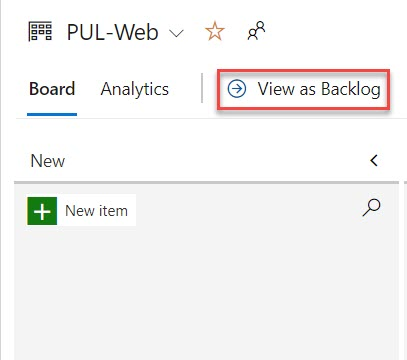 PUL-Web
Board Analytics View as Backlog
New
New item